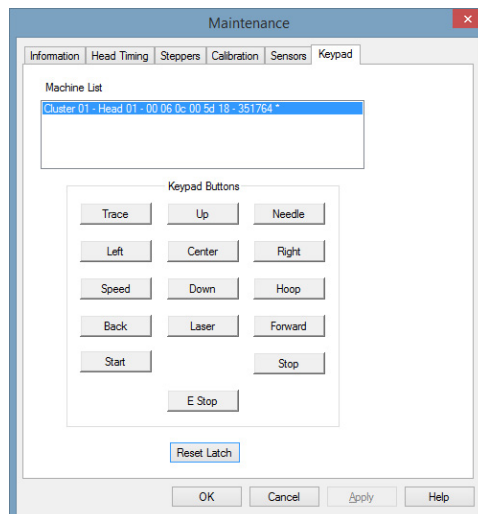 Maintenance
Information Head Timing Steppers Calibration Sensors Keypad
Machine List
Cluster 01 - Head 01 - 00 06 0c 00 5d 18 - 351764 *
Keypad Buttons
Trace Up Needle
Left Center Right
Speed Down Hoop
Back Laser Forward
Start Stop
E Stop
Reset Latch
OK Cancel Apply Help